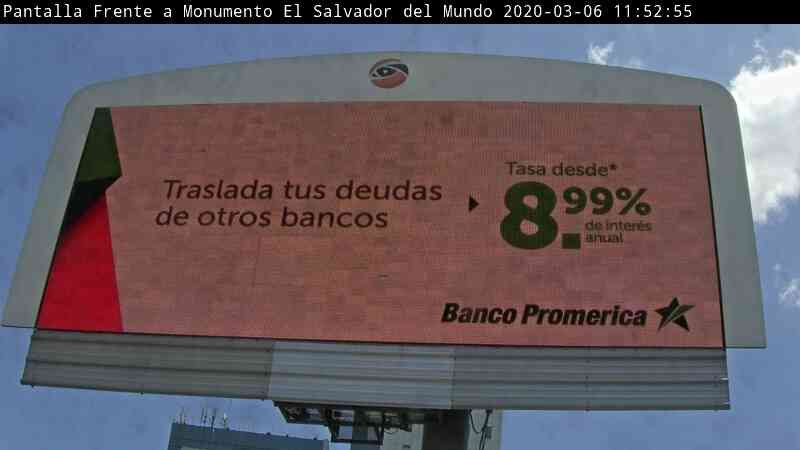 Pantalla Frente a Monumento El Salvador del Mundo 2020-03-06 11:52:55
Traslada tus deudas
de otros bancos
Tasa desde*
8.99%
de interés
anual
Banco Promerica